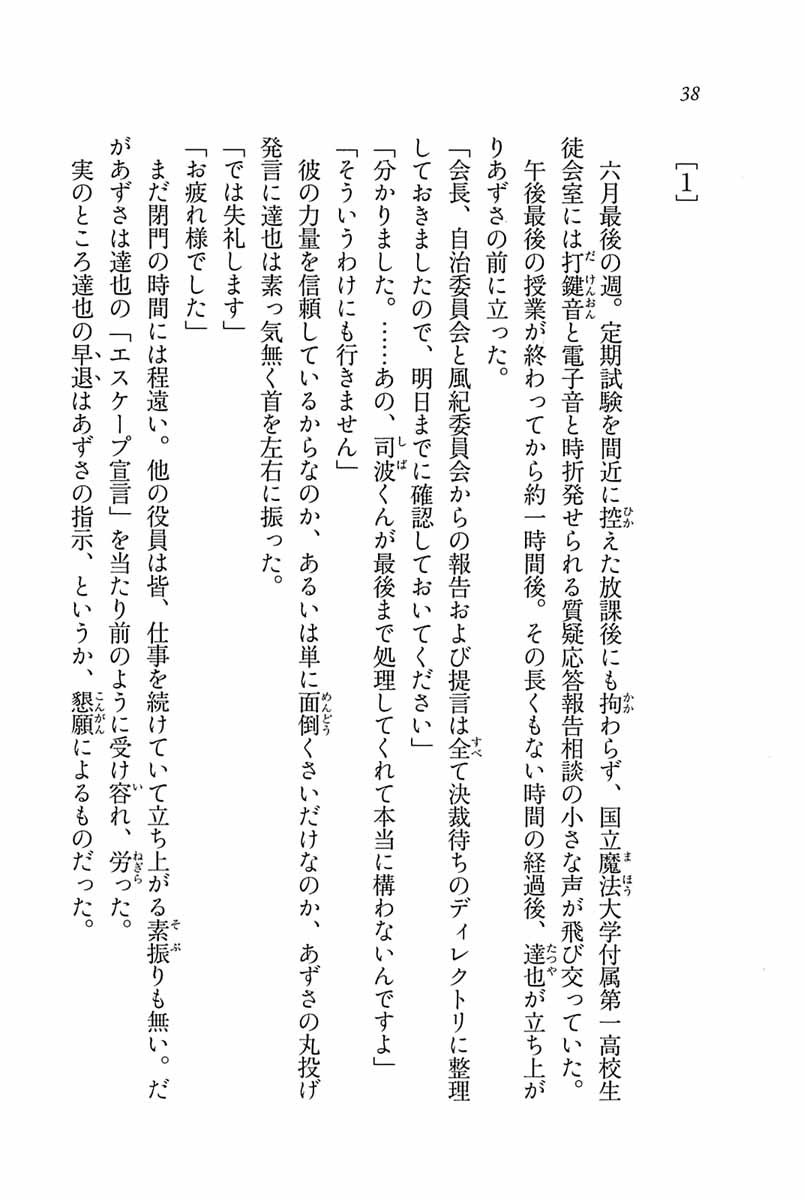 38
[1]
六月最後の週。定期試験を間近に控えた放課後にも拘わらず、国立魔法大学付属第一高校生
徒会室には打鍵音と電子音と時折発せられる質疑応答報告相談の小さな声が飛び交っていた。
午後最後の授業が終わってから約一時間後。その長くもない時間の経過後、達也が立ち上が
りあずさの前に立った。
「会長、自治委員会と風紀委員会からの報告および提言は全て決裁待ちのディレクトリに整理
しておきましたので、明日までに確認しておいてください」
「分かりました。……あの、司波くんが最後まで処理してくれて本当に構わないんですよ」
「そういうわけにも行きません」
彼の力量を信頼しているからなのか、あるいは単に面倒くさいだけなのか、あずさの丸投げ
発言に達也は素っ気無く首を左右に振った。
「では失礼します」
「お疲れ様でした」
まだ閉門の時間には程遠い。他の役員は皆、仕事を続けていて立ち上がる素振りも無い。だ
があずさは達也の「エスケープ宣言」を当たり前のように受け容れ、労った。
実のところ達也の早退はあずさの指示、というか、懇願によるものだった。